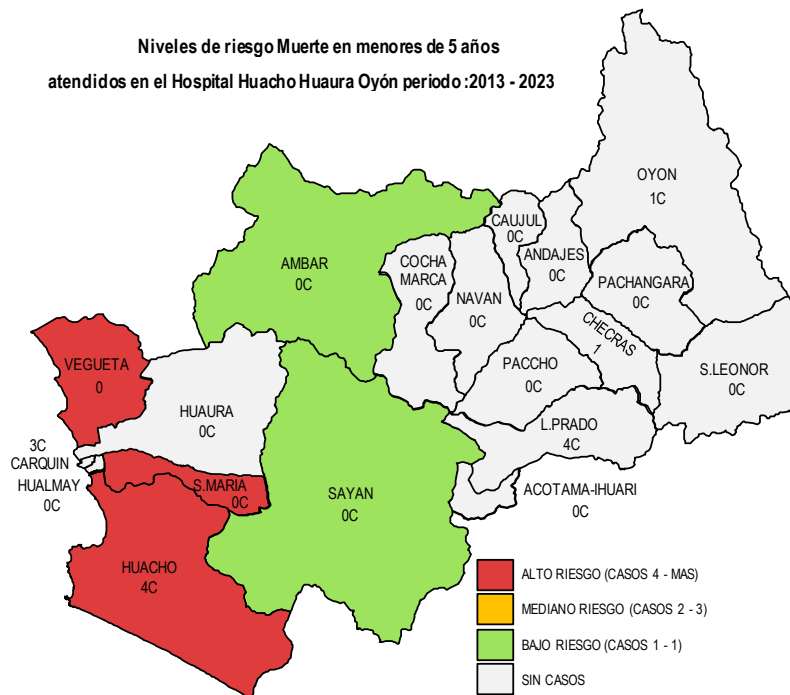 Niveles de riesgo Muerte en menores de 5 años
atendidos en el Hospital Huacho Huaura Oyón periodo :2013 - 2023
OYON
1C
CAUJUL
0C
ANDAJES
0C
AMBAR
0C
COCHA
MARCA
0C
NAVAN
0C
PACHANGARA
0C
CHECRAS
1
VEGUETA
0
PACCHO
0C
S.LEONOR
0C
HUAURA
0C
L.PRADO
4C
3C
CARQUIN
HUALMAY
0C
S.MARIA
0C
SAYAN
0C
ACOTAMA-IHUARI
0C
HUACHO
4C
ALTO RIESGO (CASOS 4 - MAS)
MEDIANO RIESGO (CASOS 2 - 3)
BAJO RIESGO (CASOS 1 - 1)
SIN CASOS